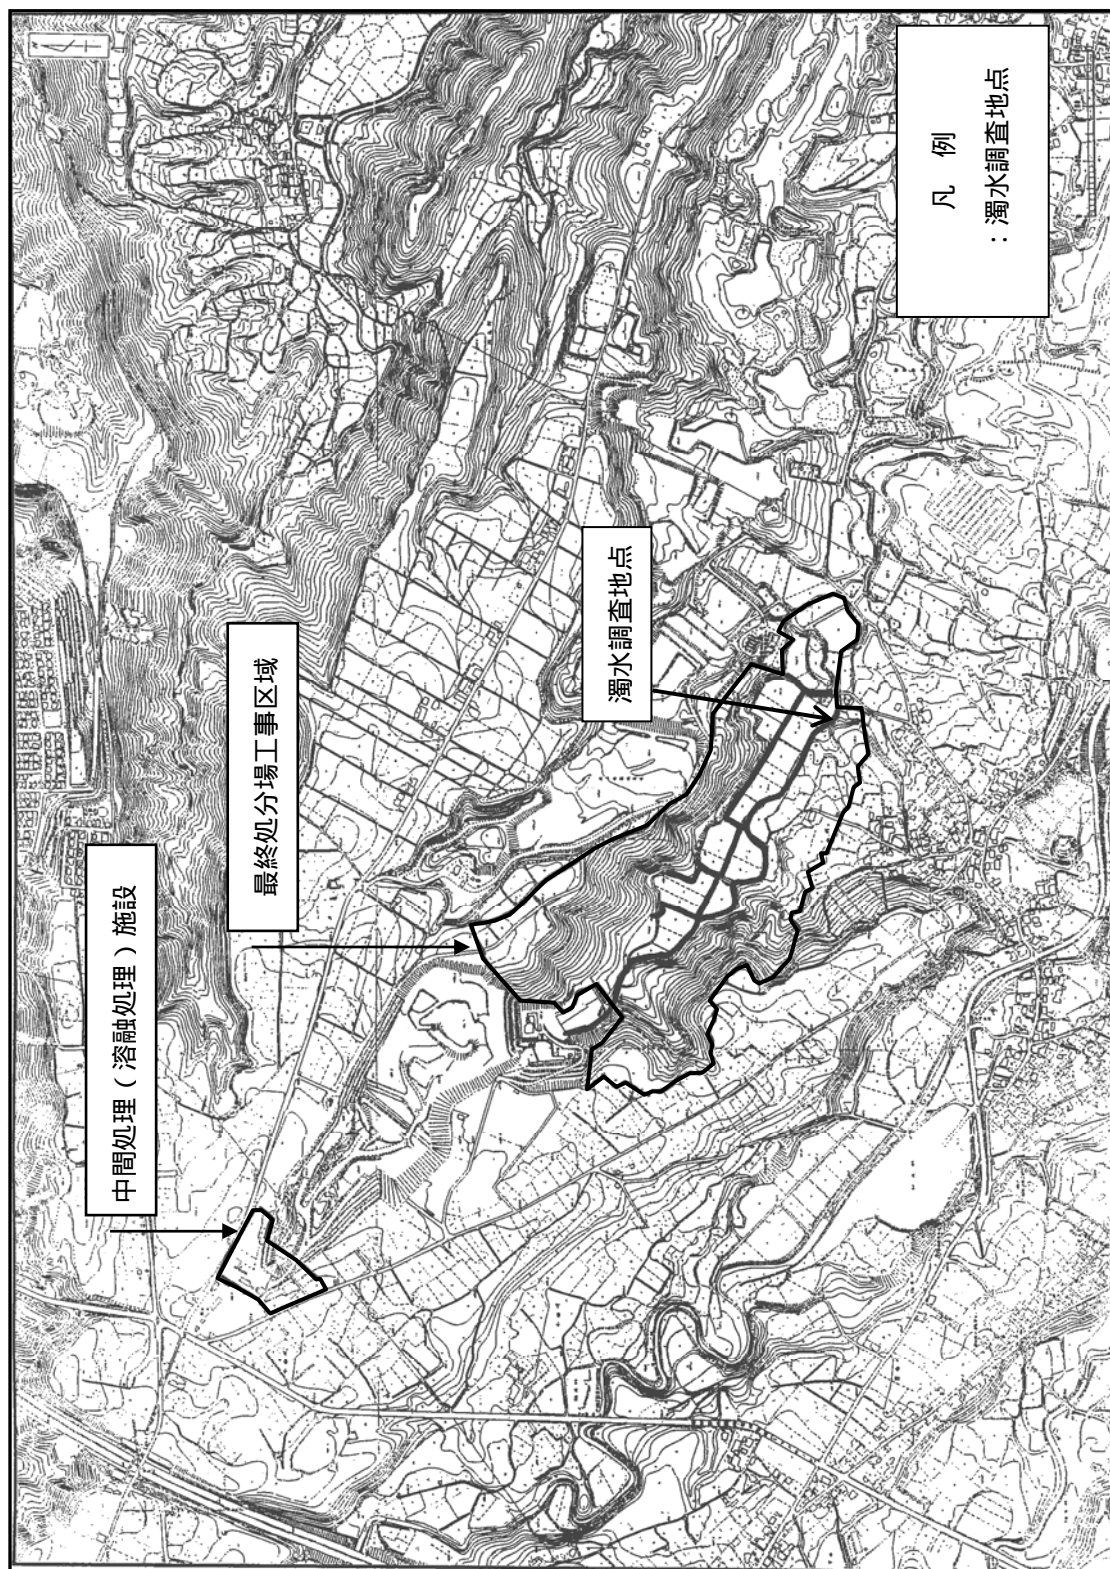 中間処理（溶融処理）施設
最終処分場工事区域
濁水調査地点
凡　例
：濁水調査地点